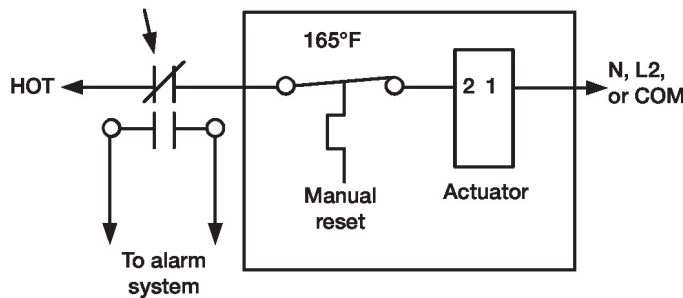 165°F
HOT
2 1
N, L2,
or COM
Manual
reset
Actuator
To alarm
system